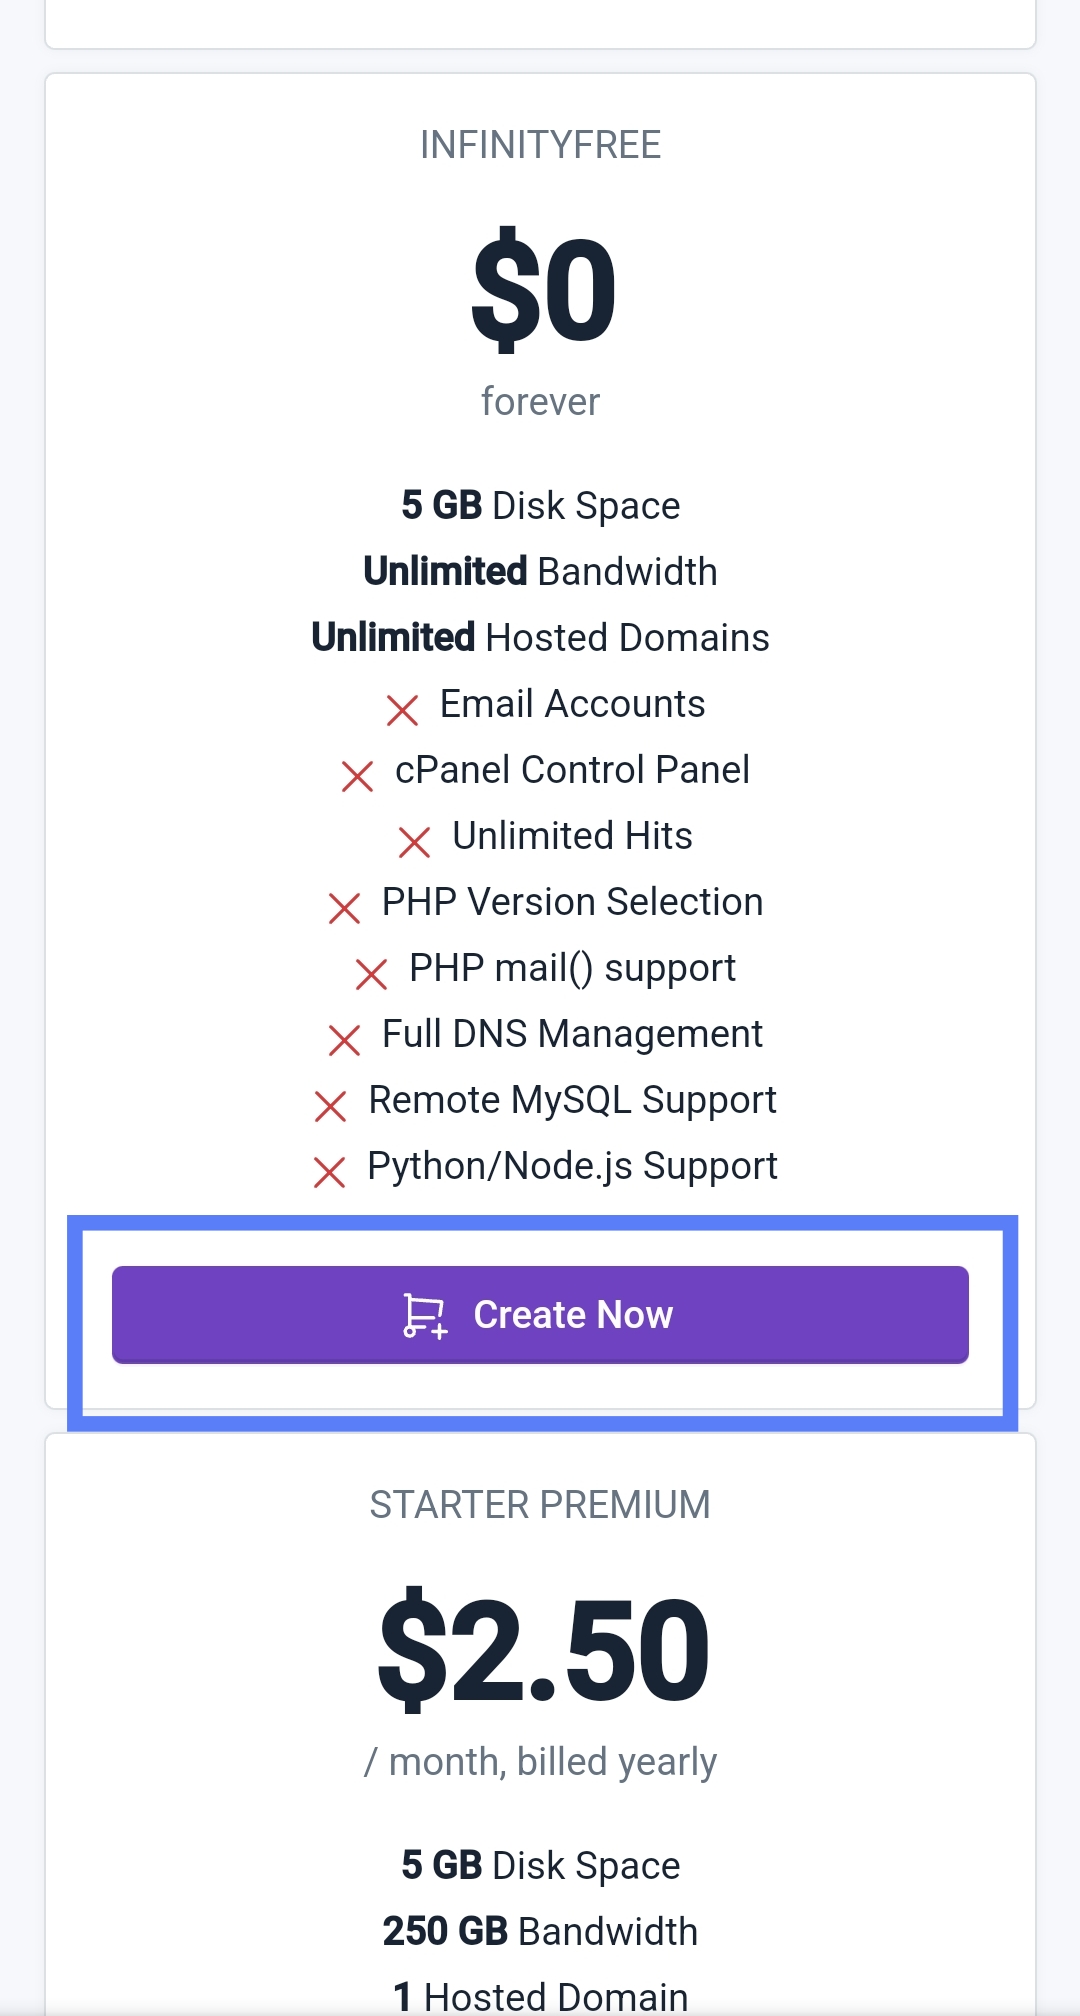 INFINITYFREE
$0
forever
5 GB Disk Space
Unlimited Bandwidth
Unlimited Hosted Domains
Email Accounts
cPanel Control Panel
Unlimited Hits
PHP Version Selection
PHP mail() support
Full DNS Management
Remote MySQL Support
Python/Node.js Support
Create Now
STARTER PREMIUM
$2.50
/ month, billed yearly
5 GB Disk Space
250 GB Bandwidth
1 Hosted Domain